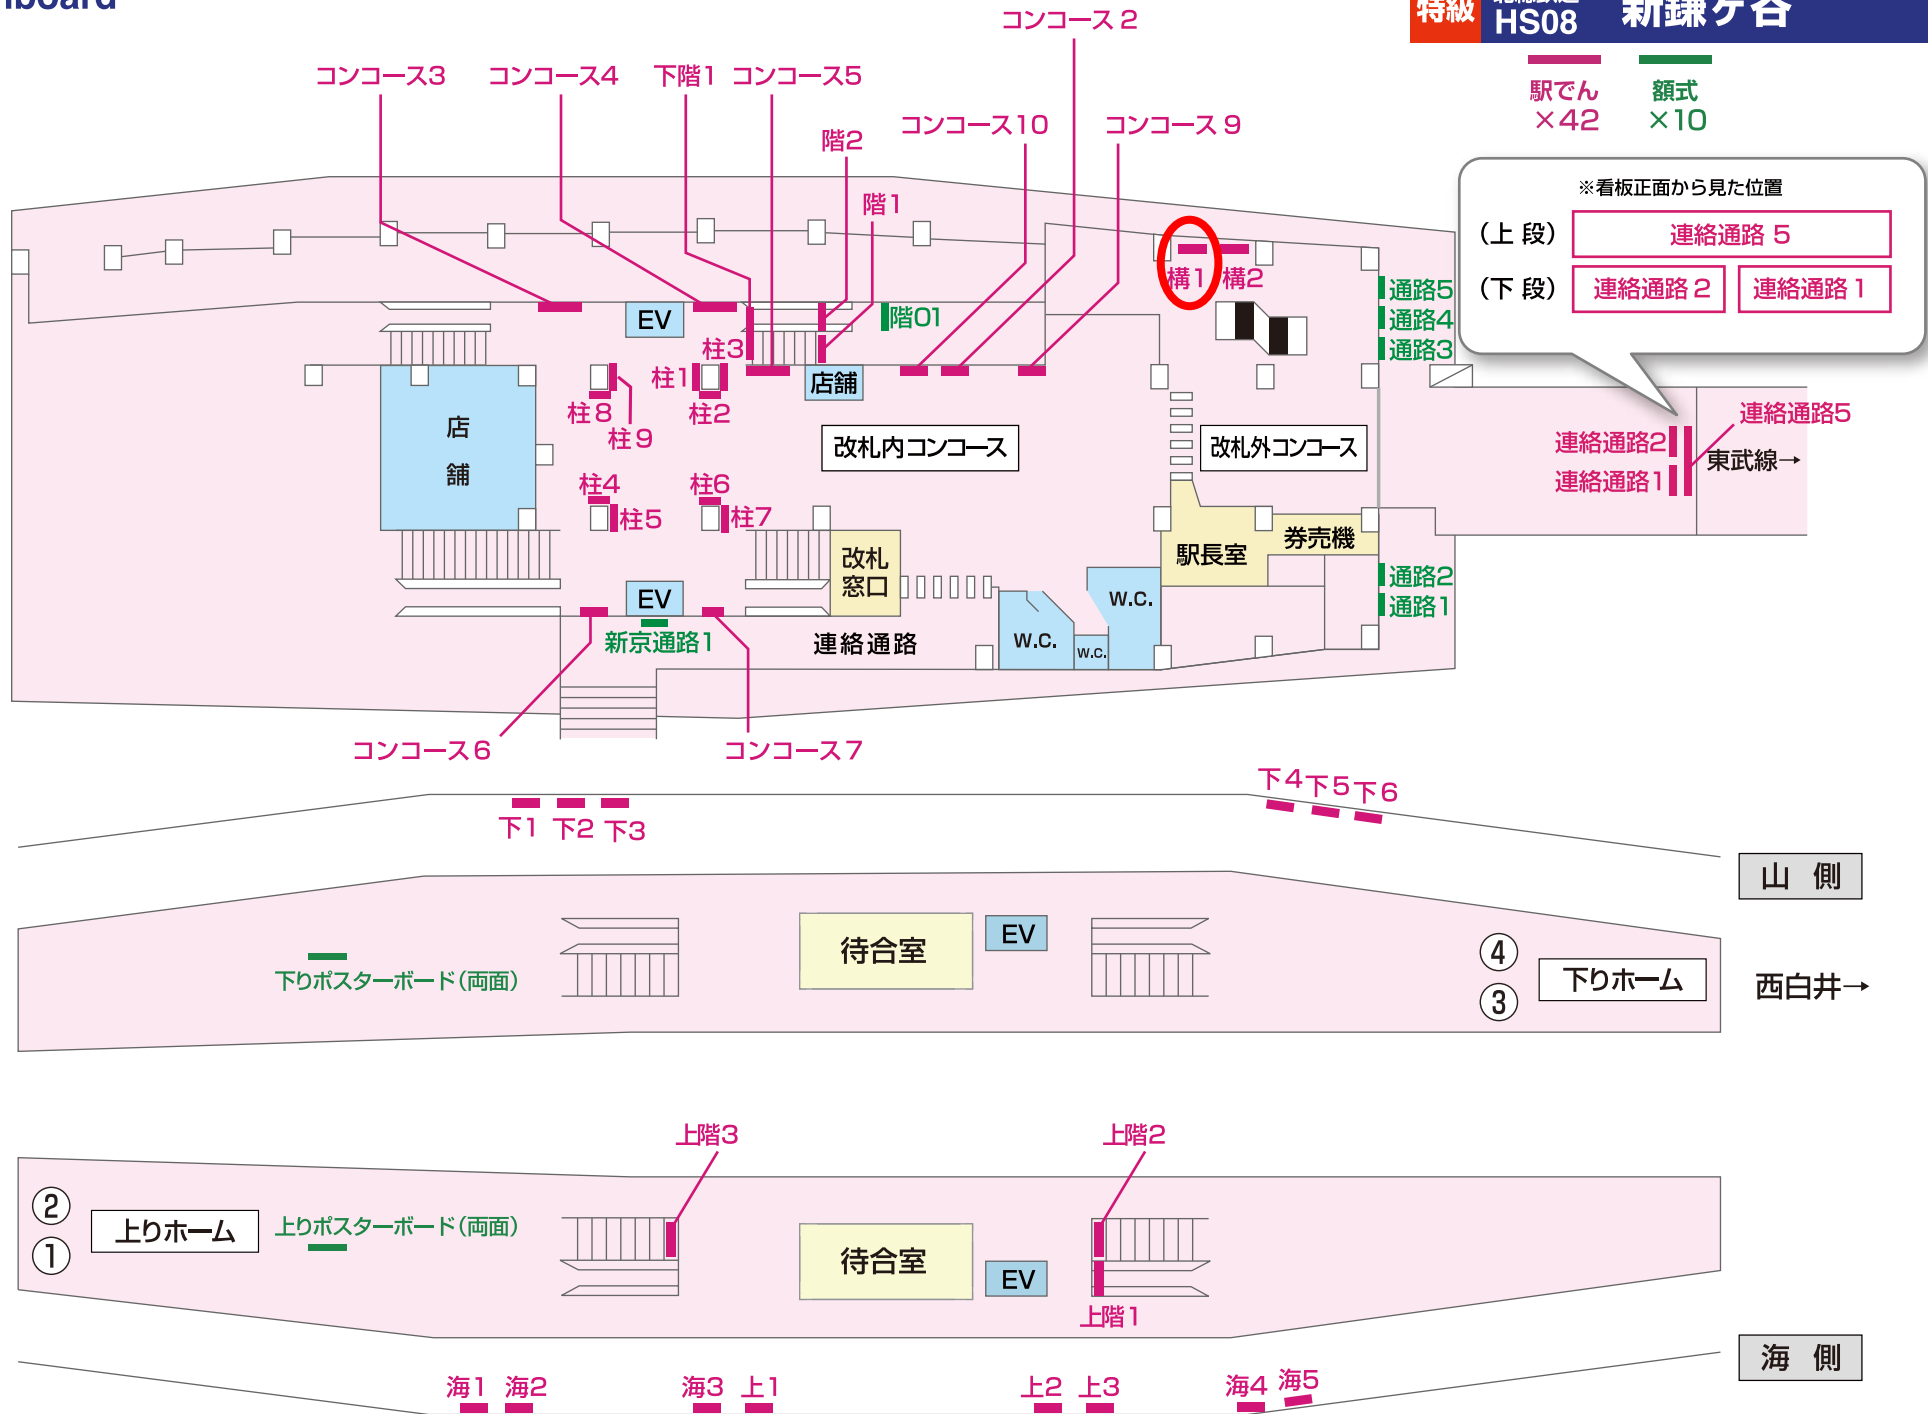 特級
HS08
新鎌ヶ谷
駅でん
×42
額式
×10
コンコース 2
コンコース3
コンコース4
下階1
コンコース5
階2
コンコース10
コンコース 9
階1
※看板正面から見た位置
(上 段)
連絡通路 5
(下 段)
連絡通路 2
連絡通路 1
構1
構2
通路5
通路4
通路3
EV
階01
柱3
柱1
店舗
柱8
柱2
柱9
店
舗
改札内コンコース
改札外コンコース
連絡通路5
連絡通路2
東武線→
連絡通路1
柱4
柱6
柱5
柱7
改札
窓口
駅長室
券売機
通路2
通路1
EV
新京通路1
連絡通路
W.C.
W.C.
W.C.
コンコース6
コンコース7
下1
下2
下3
下4
下5
下6
山 側
待合室
EV
下りポスターボード(両面)
④
③
下りホーム
西白井→
上階3
上階2
②
①
上りホーム
上りポスターボード(両面)
待合室
EV
上階1
海 側
海1
海2
海3
上1
上2
上3
海4
海5